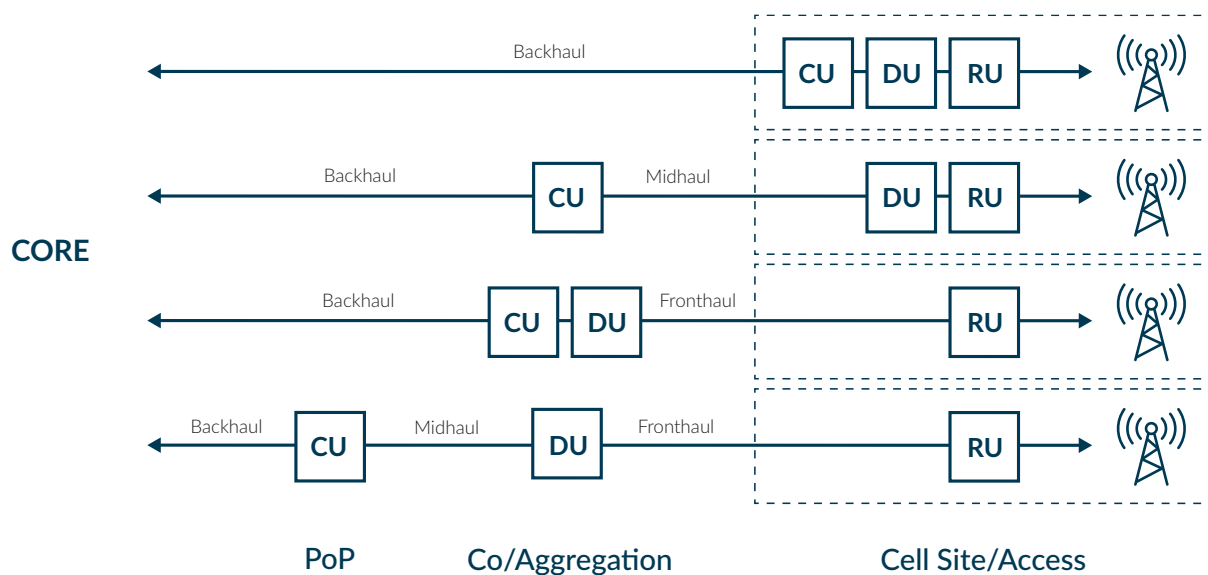 Backhaul
CU DU RU
Backhaul Midhaul
CU DU RU
CORE
Backhaul Fronthaul
CU DU RU
Backhaul Midhaul Fronthaul
CU DU RU
PoP Co/Aggregation Cell Site/Access